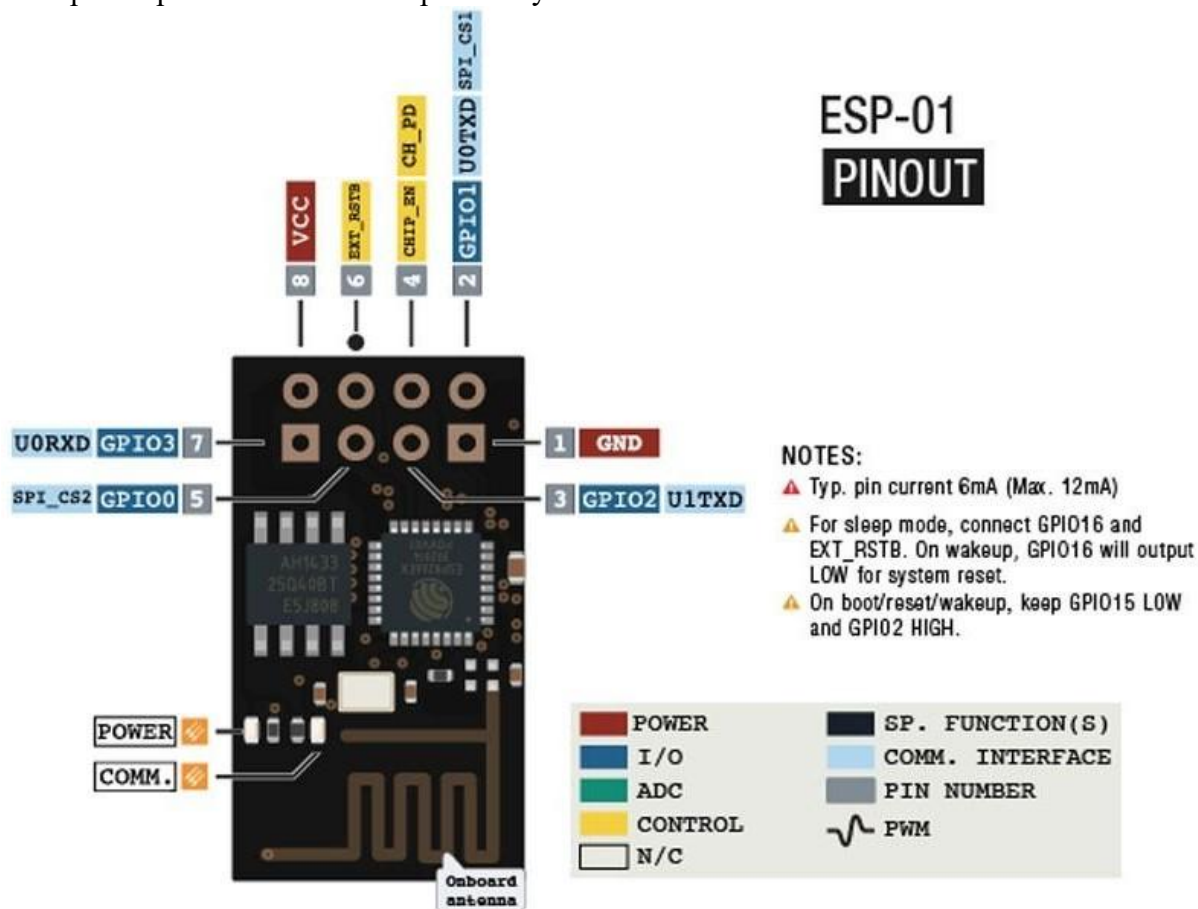 SPI_CS1
U0TXD
GPIO1
2
CH_PD
CHIP_EN
4
EXT_RSTB
6
VCC
8
ESP-01
PINOUT
U0RXD GPIO3 7
1 GND
SPI_CS2 GPIO0 5
3 GPIO2 U1TXD
NOTES:
Typ. pin current 6mA (Max. 12mA)
For sleep mode, connect GPIO16 and
EXT_RSTB. On wakeup, GPIO16 will output
LOW for system reset.
On boot/reset/wakeup, keep GPIO15 LOW
and GPIO2 HIGH.
AH1433
25Q40BT
E5J808
POWER
COMM.
Onboard
antenna
POWER
I/O
ADC
CONTROL
N/C
SP. FUNCTION(S)
COMM. INTERFACE
PIN NUMBER
PWM